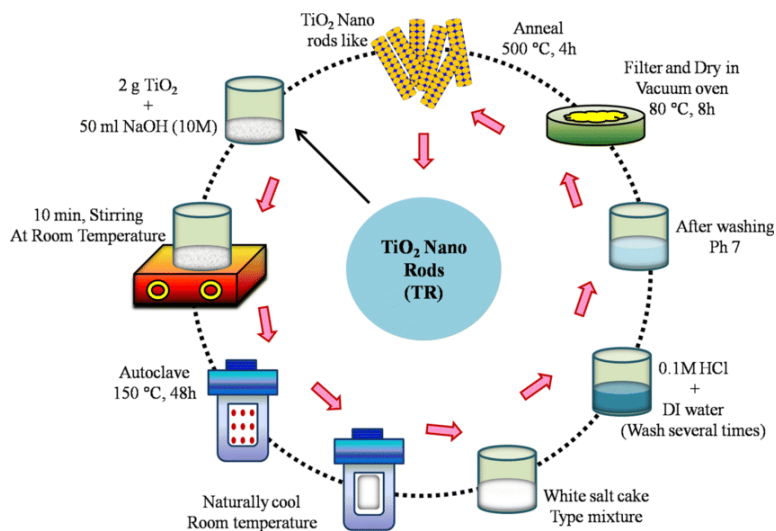 TiO₂ Nano
rods like
Anneal
500 °C, 4h
Filter and Dry in
Vacuum oven
80 °C, 8h
2 g TiO₂
+
50 ml NaOH (10M)
10 min, Stirring
At Room Temperature
TiO₂ Nano
Rods
(TR)
After washing
Ph 7
Autoclave
150 °C, 48h
0.1M HCl
+
DI water
(Wash several times)
Naturally cool
Room temperature
White salt cake
Type mixture